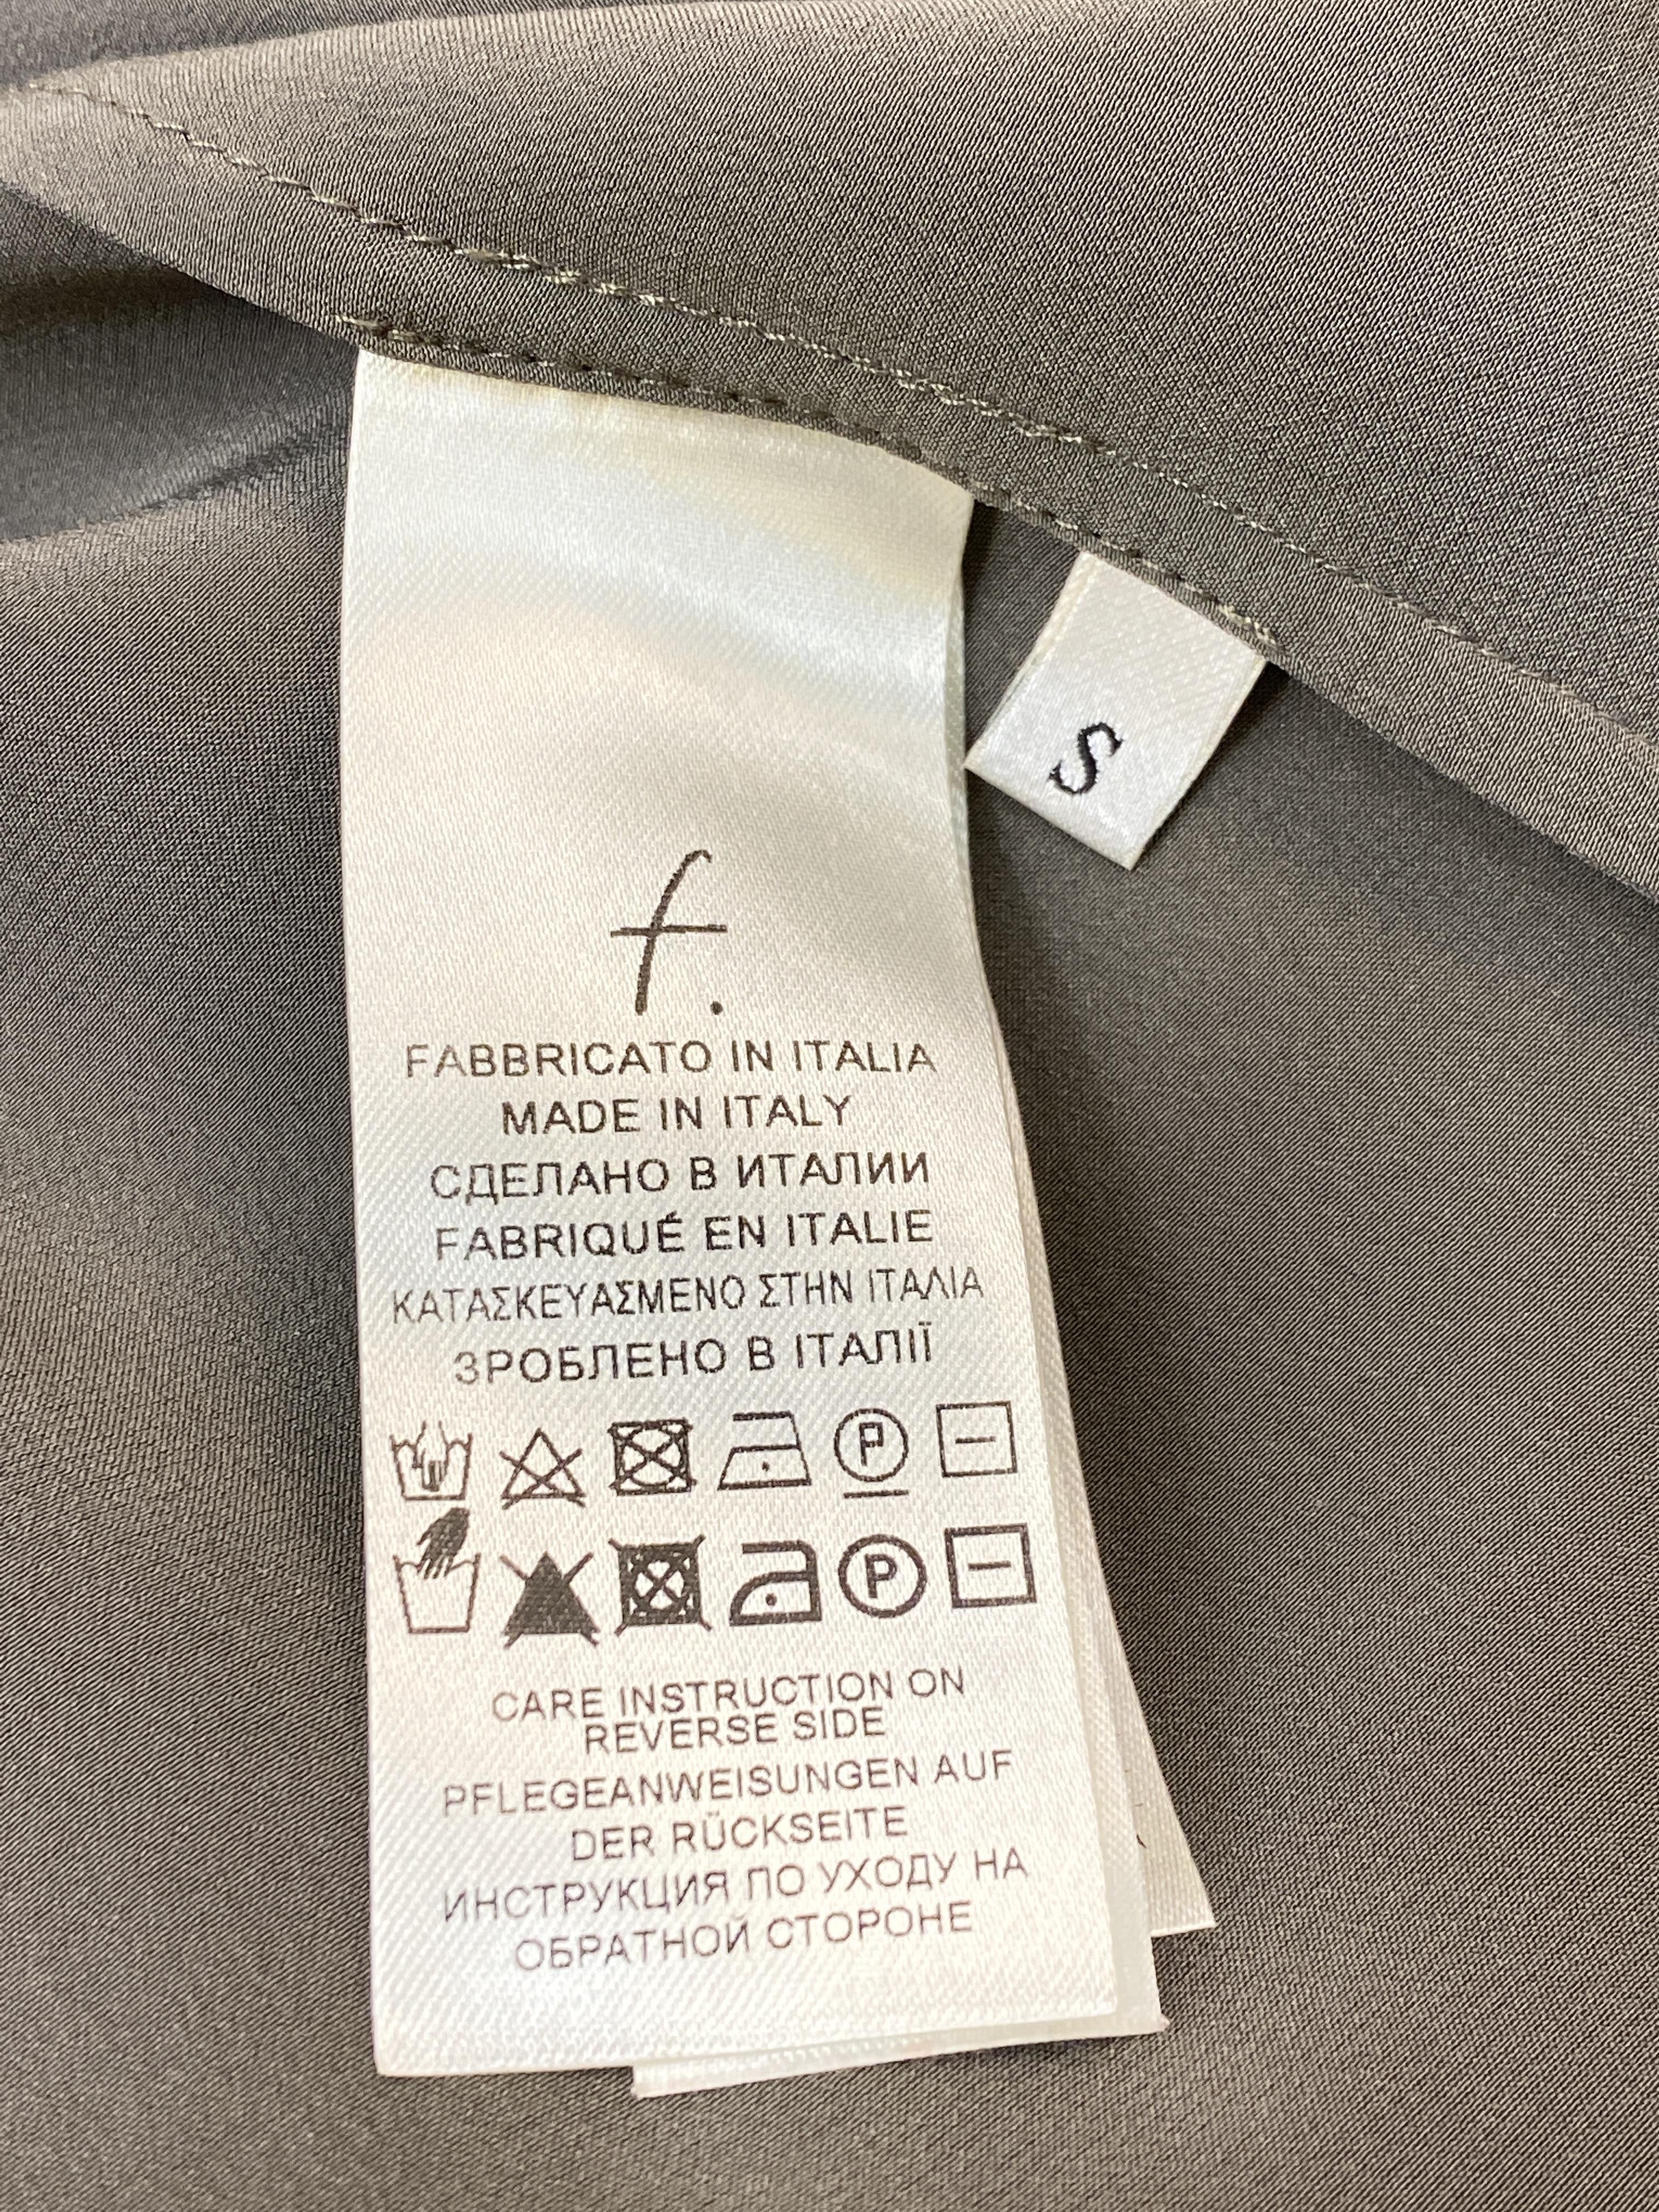 S
f.
FABBRICATO IN ITALIA
MADE IN ITALY
СДЕЛАНО В ИТАЛИИ
FABRIQUÉ EN ITALIE
ΚΑΤΑΣΚΕΥΑΣΜΕΝΟ ΣΤΗΝ ΙΤΑΛΙΑ
ЗРОБЛЕНО В ІТАЛІЇ
P
P
CARE INSTRUCTION ON
REVERSE SIDE
PFLEGEANWEISUNGEN AUF
DER RÜCKSEITE
ИНСТРУКЦИЯ ПО УХОДУ НА
ОБРАТНОЙ СТОРОНЕ